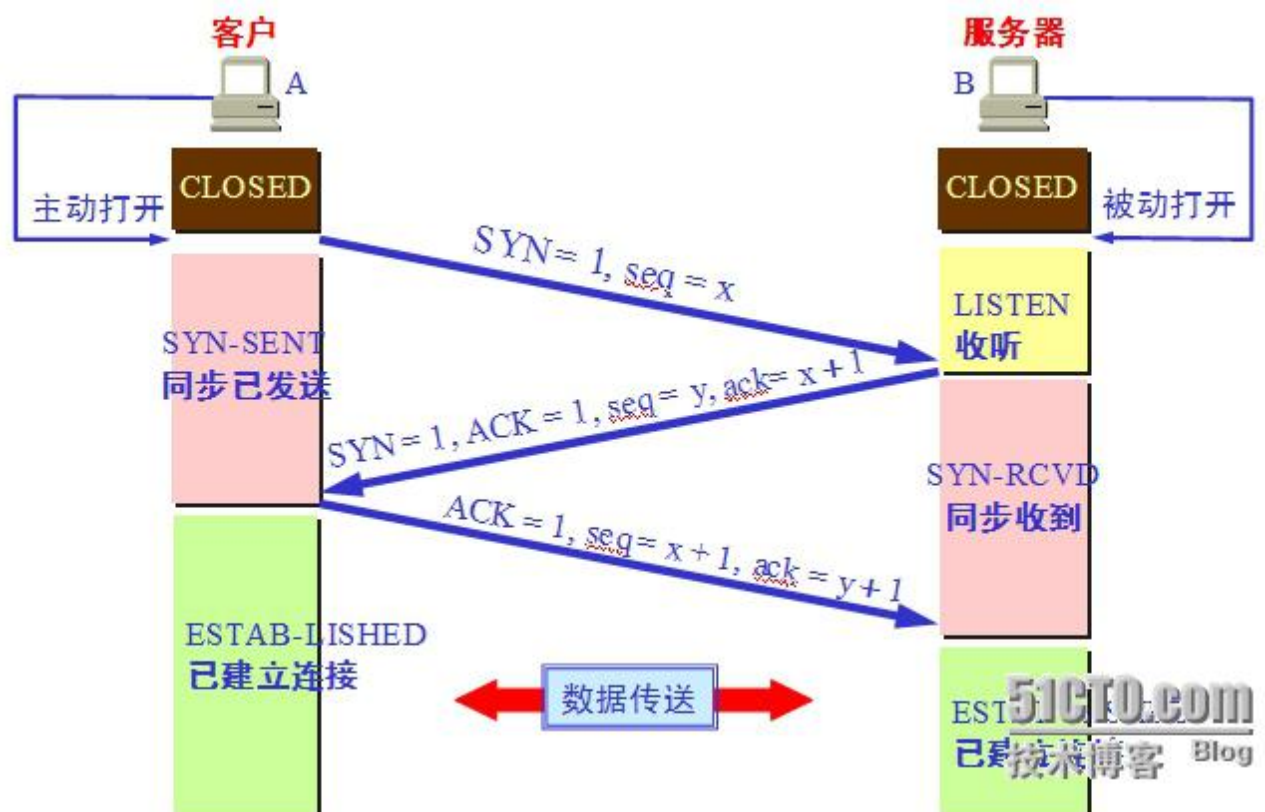 客户
服务器
A
B
CLOSED
CLOSED
主动打开
被动打开
SYN = 1, seq = x
LISTEN
收听
SYN-SENT
同步已发送
SYN = 1, ACK = 1, seq = y, ack= x + 1
SYN-RCVD
同步收到
ACK = 1, seq = x + 1, ack = y + 1
ESTAB-LISHED
已建立连接
数据传送
51CTO.com
技术博客 Blog